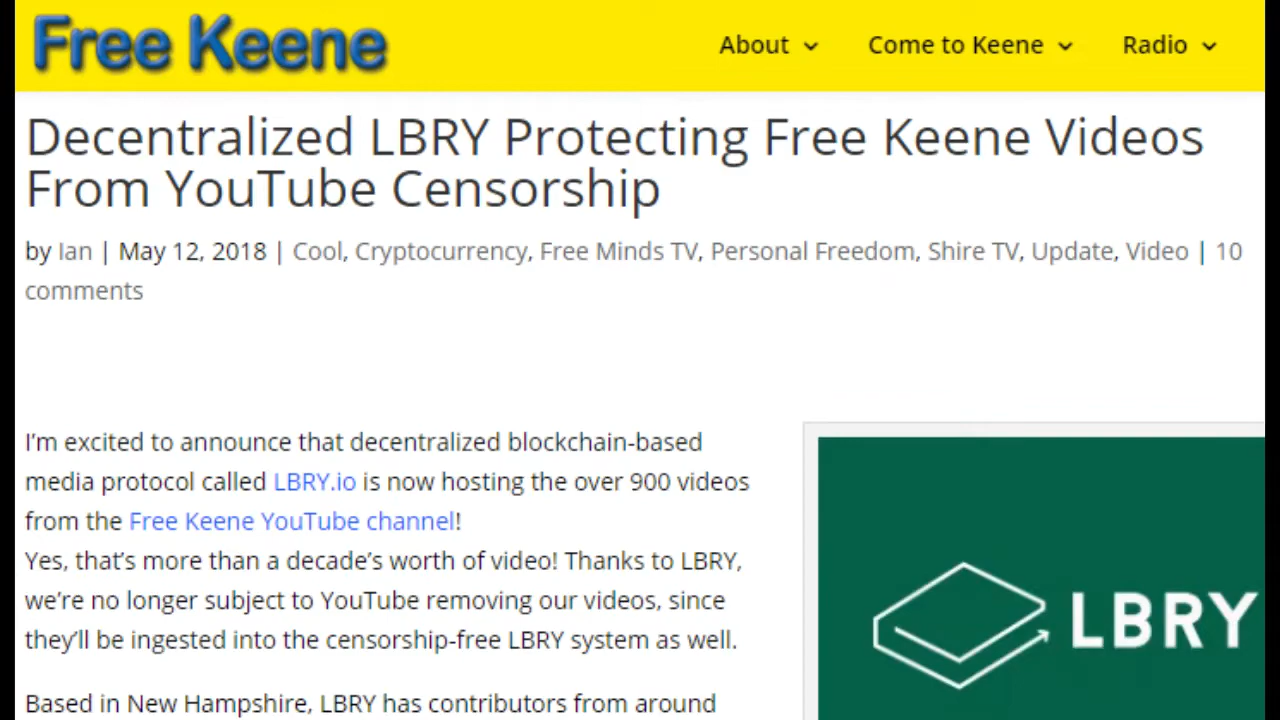 Free Keene
About
Come to Keene
Radio
Decentralized LBRY Protecting Free Keene Videos
From YouTube Censorship
by Ian | May 12, 2018 | Cool, Cryptocurrency, Free Minds TV, Personal Freedom, Shire TV, Update, Video | 10
comments
I’m excited to announce that decentralized blockchain-based
media protocol called LBRY.io is now hosting the over 900 videos
from the Free Keene YouTube channel!
Yes, that’s more than a decade’s worth of video! Thanks to LBRY,
we’re no longer subject to YouTube removing our videos, since
they’ll be ingested into the censorship-free LBRY system as well.
Based in New Hampshire, LBRY has contributors from around
LBRY